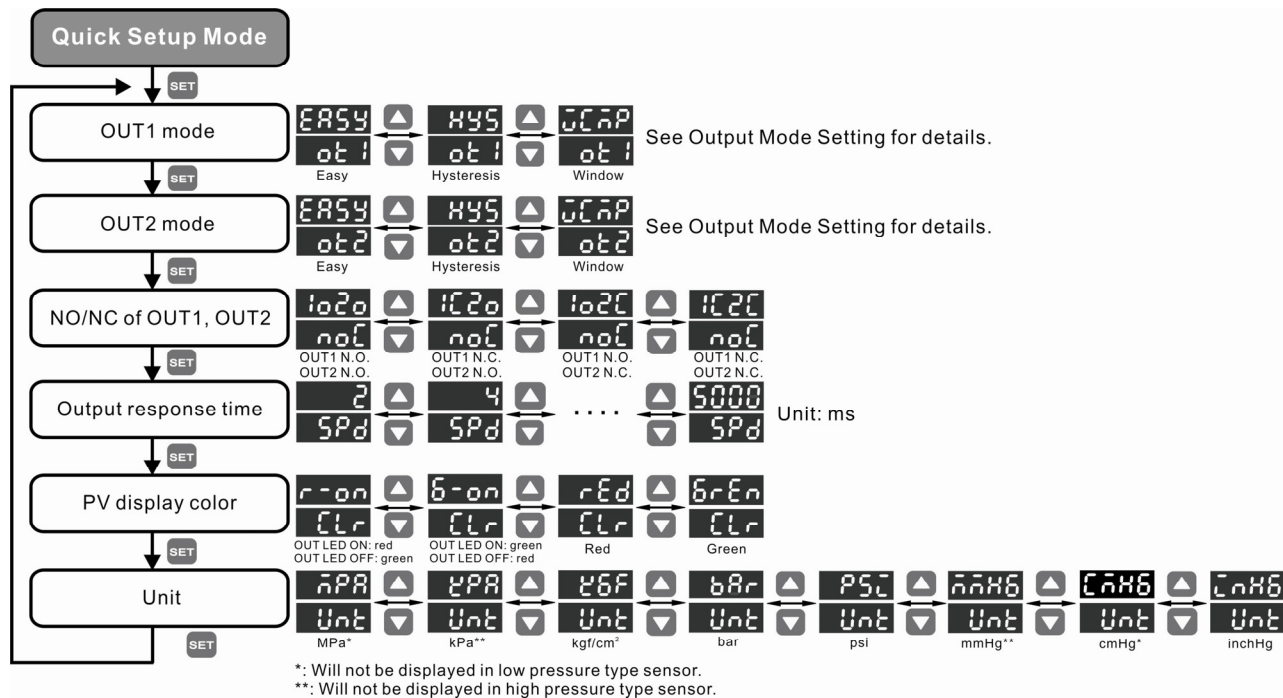 Quick Setup Mode
SET
OUT1 mode
EASY HYS WCMP
ot1 ot1 ot1
Easy Hysteresis Window
See Output Mode Setting for details.
SET
OUT2 mode
EASY HYS WCMP
ot2 ot2 ot2
Easy Hysteresis Window
See Output Mode Setting for details.
SET
NO/NC of OUT1, OUT2
1o2o 1C2o 1o2C 1C2C
noC noC noC noC
OUT1 N.O. OUT1 N.C. OUT1 N.O. OUT1 N.C.
OUT2 N.O. OUT2 N.O. OUT2 N.C. OUT2 N.C.
SET
Output response time
2 4 .... 5000
SPd SPd SPd
Unit: ms
SET
PV display color
r-on G-on rEd GrEn
CLr CLr CLr CLr
OUT LED ON: red OUT LED ON: green Red Green
OUT LED OFF: green OUT LED OFF: red
SET
Unit
MPA KPA KGF bAr PSi mmHG CmHG inHG
Unt Unt Unt Unt Unt Unt Unt Unt
MPa* kPa** kgf/cm² bar psi mmHg** cmHg* inchHg
SET
*: Will not be displayed in low pressure type sensor.
**: Will not be displayed in high pressure type sensor.